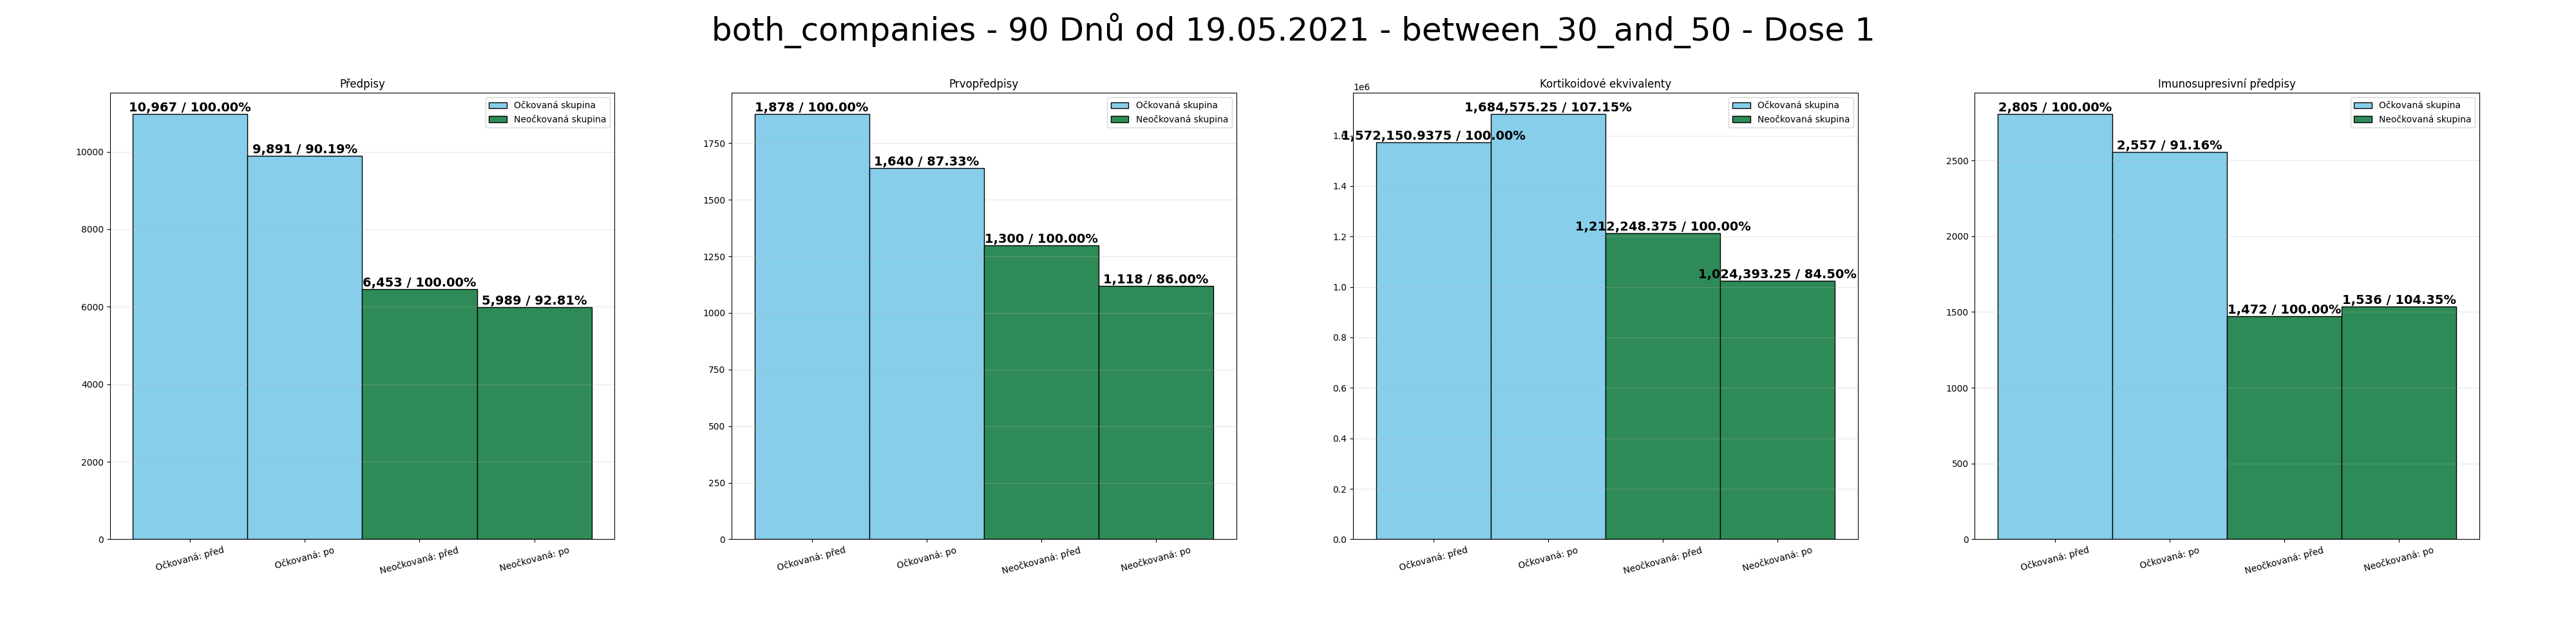 both_companies - 90 Dnů od 19.05.2021 - between_30_and_50 - Dose 1
Předpisy
10,967 / 100.00%
9,891 / 90.19%
6,453 / 100.00%
5,989 / 92.81%
Očkovaná skupina
Neočkovaná skupina
10000
8000
6000
4000
2000
0
Očkovaná: před
Očkovaná: po
Neočkovaná: před
Neočkovaná: po
Prvopředpisy
1,878 / 100.00%
1,640 / 87.33%
1,300 / 100.00%
1,118 / 86.00%
Očkovaná skupina
Neočkovaná skupina
1750
1500
1250
1000
750
500
250
0
Očkovaná: před
Očkovaná: po
Neočkovaná: před
Neočkovaná: po
Kortikoidové ekvivalenty
1e6
1,572,150.9375 / 100.00%
1,684,575.25 / 107.15%
1,212,248.375 / 100.00%
1,024,393.25 / 84.50%
Očkovaná skupina
Neočkovaná skupina
1.6
1.4
1.2
1.0
0.8
0.6
0.4
0.2
0.0
Očkovaná: před
Očkovaná: po
Neočkovaná: před
Neočkovaná: po
Imunosupresivní předpisy
2,805 / 100.00%
2,557 / 91.16%
1,472 / 100.00%
1,536 / 104.35%
Očkovaná skupina
Neočkovaná skupina
2500
2000
1500
1000
500
0
Očkovaná: před
Očkovaná: po
Neočkovaná: před
Neočkovaná: po